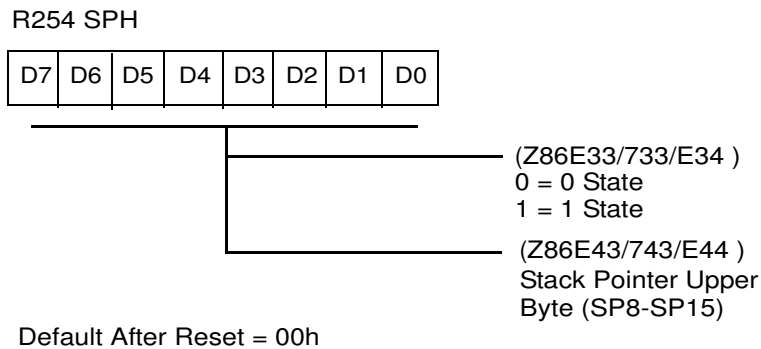 R254 SPH
D7 D6 D5 D4 D3 D2 D1 D0
(Z86E33/733/E34 )
0 = 0 State
1 = 1 State
(Z86E43/743/E44 )
Stack Pointer Upper
Byte (SP8-SP15)
Default After Reset = 00h